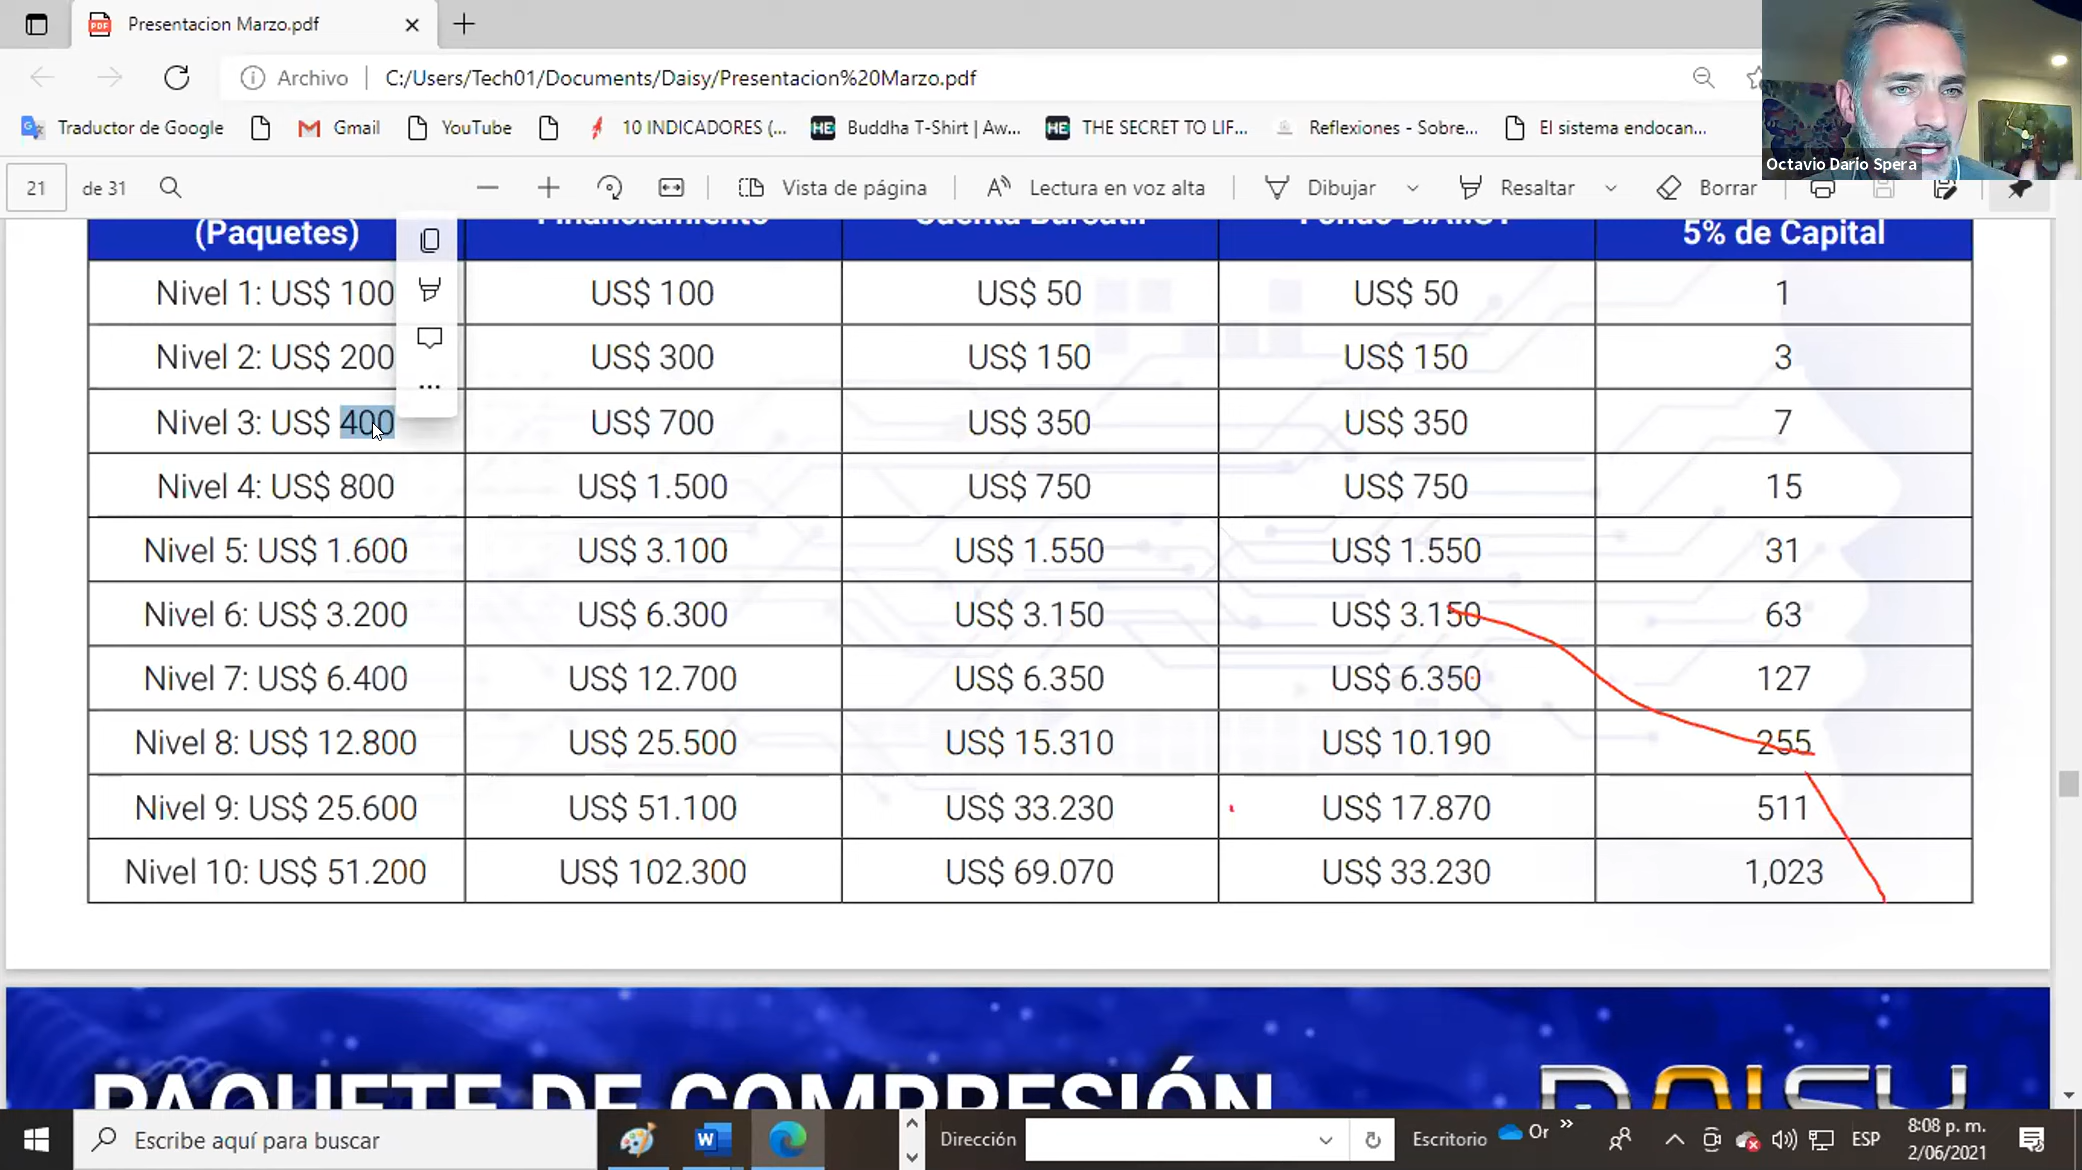 Presentacion Marzo.pdf
Archivo C:/Users/Tech01/Documents/Daisy/Presentacion%20Marzo.pdf
Traductor de Google Gmail YouTube 10 INDICADORES (... Buddha T-Shirt | Aw... THE SECRET TO LIF... Reflexiones - Sobre... El sistema endocan...
Octavio Darío Spera
21 de 31 Vista de página Lectura en voz alta Dibujar Resaltar Borrar
(Paquetes) Financiamiento Cuenta Bursátil 5% de Capital
Nivel 1: US$ 100 US$ 100 US$ 50 US$ 50 1
Nivel 2: US$ 200 US$ 300 US$ 150 US$ 150 3
Nivel 3: US$ 400 US$ 700 US$ 350 US$ 350 7
Nivel 4: US$ 800 US$ 1.500 US$ 750 US$ 750 15
Nivel 5: US$ 1.600 US$ 3.100 US$ 1.550 US$ 1.550 31
Nivel 6: US$ 3.200 US$ 6.300 US$ 3.150 US$ 3.150 63
Nivel 7: US$ 6.400 US$ 12.700 US$ 6.350 US$ 6.350 127
Nivel 8: US$ 12.800 US$ 25.500 US$ 15.310 US$ 10.190 255
Nivel 9: US$ 25.600 US$ 51.100 US$ 33.230 US$ 17.870 511
Nivel 10: US$ 51.200 US$ 102.300 US$ 69.070 US$ 33.230 1,023
PAQUETE DE COMPRESIÓN DAISY
Escribe aquí para buscar Dirección Escritorio Or ESP 8:08 p. m.
2/06/2021